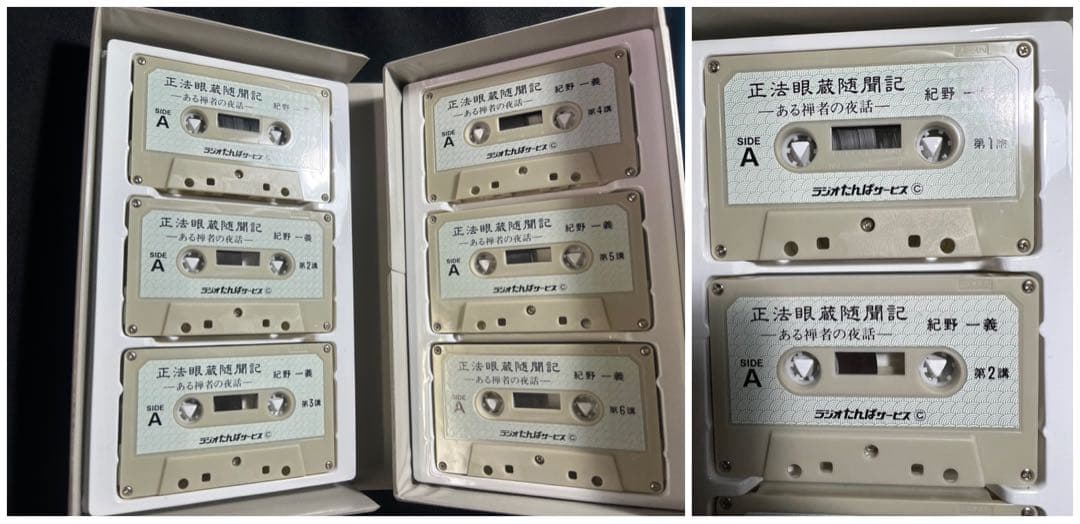 正法眼蔵随聞記
―ある禅者の夜話―
紀野 一
SIDE
A
ラジオたんぱサービス Ⓒ
正法眼蔵随聞記
―ある禅者の夜話―
紀野 一義
SIDE
A
第2講
ラジオたんぱサービス Ⓒ
正法眼蔵随聞記
―ある禅者の夜話―
紀野 一義
SIDE
A
第3講
ラジオたんぱサービス Ⓒ
正法眼蔵随聞記
―ある禅者の夜話―
紀野 一義
SIDE
A
第4講
ラジオたんぱサービス Ⓒ
正法眼蔵随聞記
―ある禅者の夜話―
紀野 一義
SIDE
A
第5講
ラジオたんぱサービス Ⓒ
正法眼蔵随聞記
―ある禅者の夜話―
紀野 一義
SIDE
A
第6講
ラジオたんぱサービス Ⓒ
正法眼蔵随聞記
―ある禅者の夜話―
紀野 一
SIDE
A
第1講
ラジオたんぱサービス Ⓒ
正法眼蔵随聞記
―ある禅者の夜話―
紀野 一義
SIDE
A
第2講
ラジオたんぱサービス Ⓒ